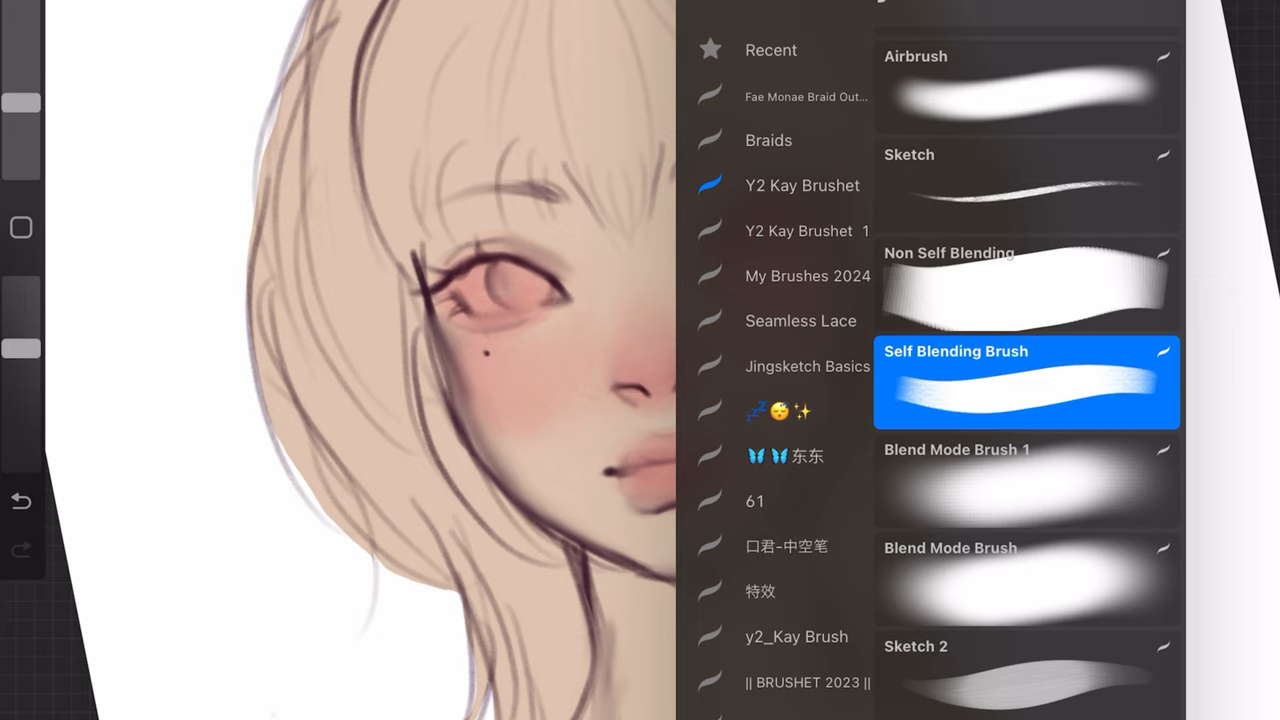 Recent
Fae Monae Braid Out...
Braids
Y2 Kay Brushet
Y2 Kay Brushet 1
My Brushes 2024
Seamless Lace
Jingsketch Basics
💤😴✨
🦋🦋东东
61
口君-中空笔
特效
y2_Kay Brush
|| BRUSHET 2023 ||
Airbrush
Sketch
Non Self Blending
Self Blending Brush
Blend Mode Brush 1
Blend Mode Brush
Sketch 2